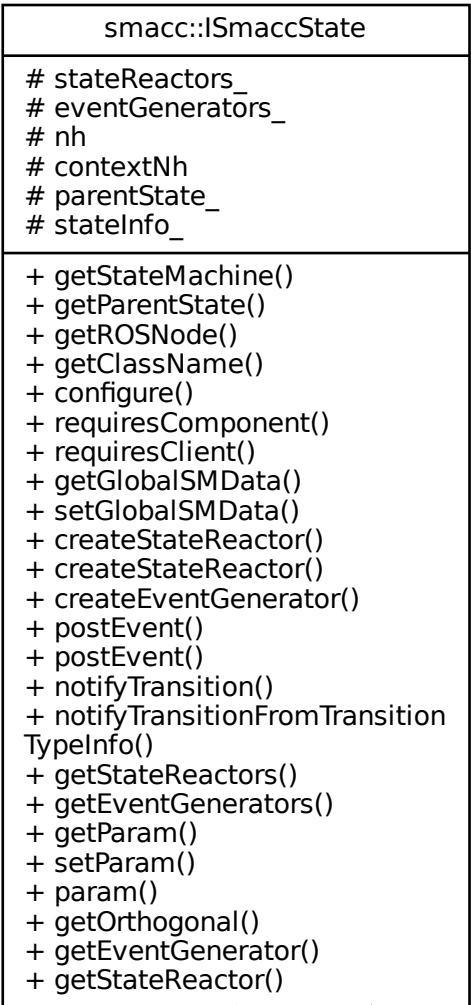 smacc::ISmaccState
# stateReactors_
# eventGenerators_
# nh
# contextNh
# parentState_
# stateInfo_
+ getStateMachine()
+ getParentState()
+ getROSNode()
+ getClassName()
+ configure()
+ requiresComponent()
+ requiresClient()
+ getGlobalSMData()
+ setGlobalSMData()
+ createStateReactor()
+ createStateReactor()
+ createEventGenerator()
+ postEvent()
+ postEvent()
+ notifyTransition()
+ notifyTransitionFromTransition
TypeInfo()
+ getStateReactors()
+ getEventGenerators()
+ getParam()
+ setParam()
+ param()
+ getOrthogonal()
+ getEventGenerator()
+ getStateReactor()